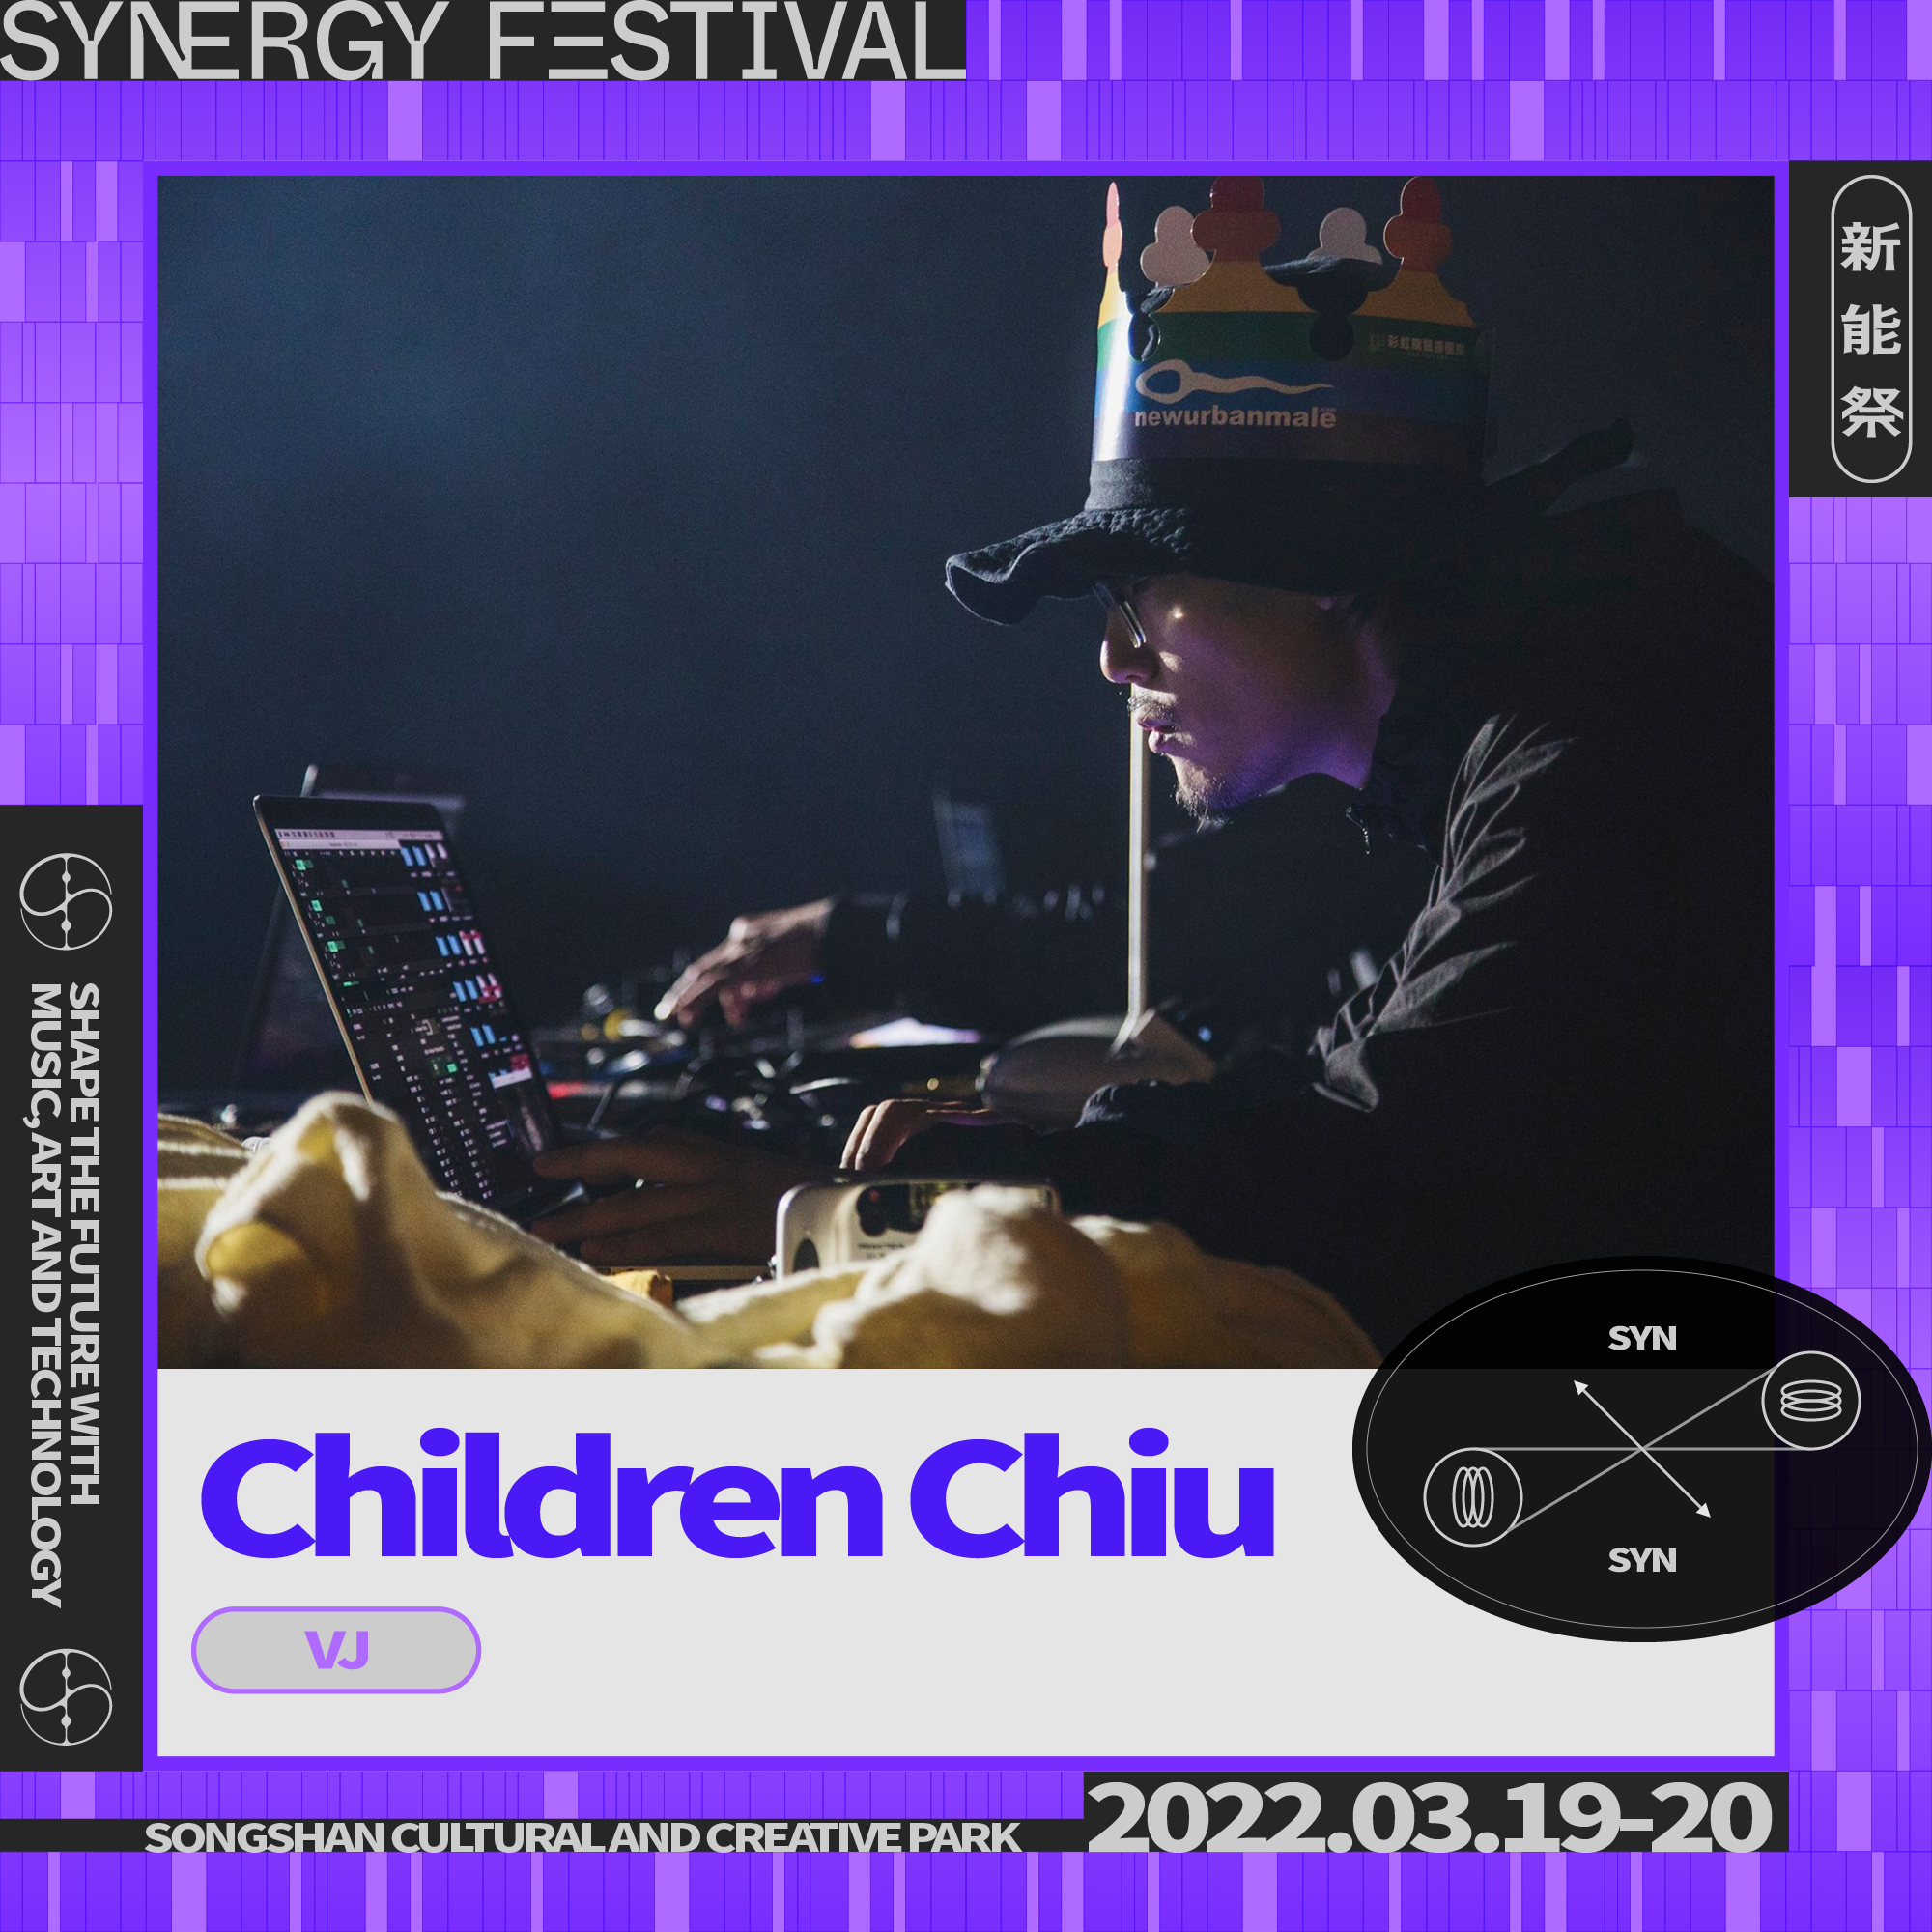 SYNERGY FESTIVAL
新能祭
newurbanmale
SHAPE THE FUTURE WITH
MUSIC, ART AND TECHNOLOGY
SYN
SYN
Children Chiu
VJ
SONGSHAN CULTURAL AND CREATIVE PARK
2022.03.19-20